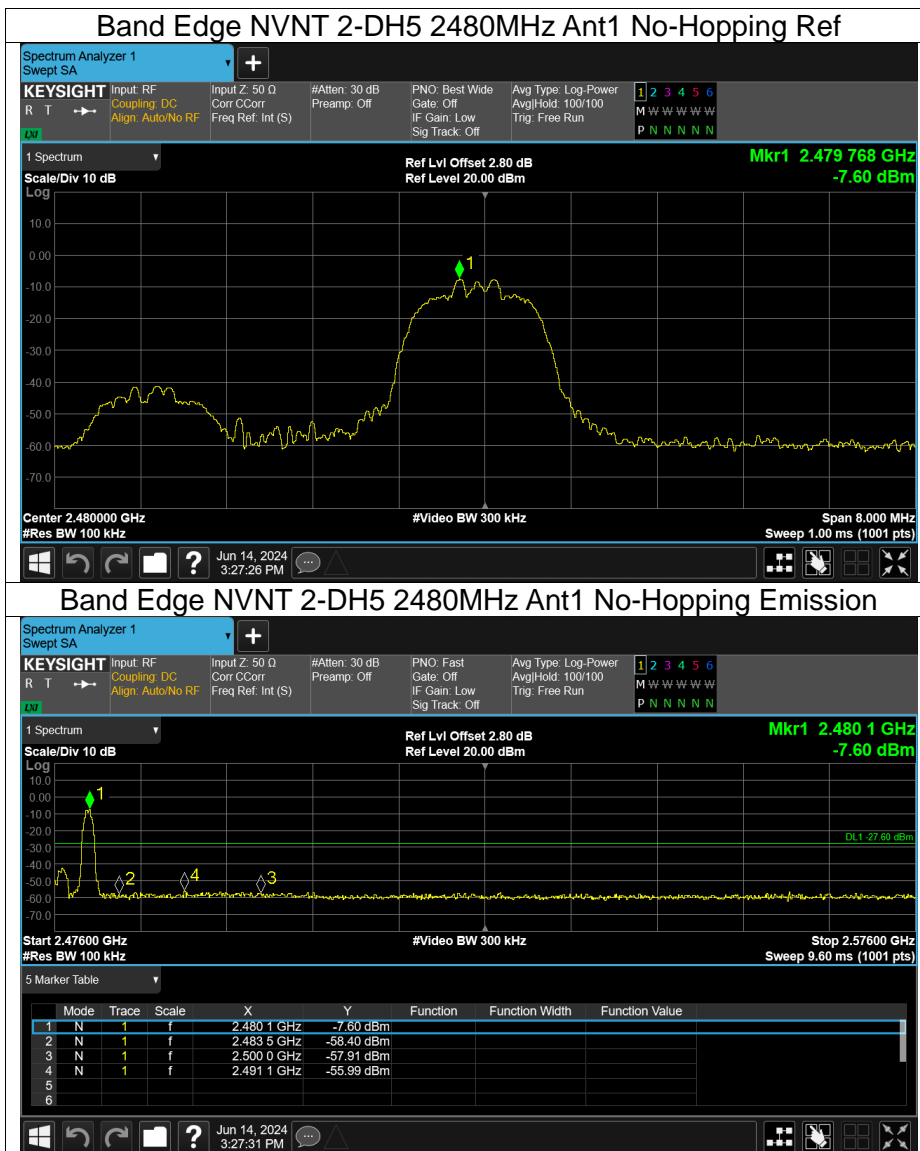 Band Edge NVNT 2-DH5 2480MHz Ant1 No-Hopping Ref
Spectrum Analyzer 1
Swept SA
KEYSIGHT Input: RF Input Z: 50 Ω #Atten: 30 dB PNO: Best Wide Avg Type: Log-Power 1 2 3 4 5 6
R T Coupling: DC Corr CCorr Preamp: Off Gate: Off Avg|Hold: 100/100 M W W W W W
Align: Auto/No RF Freq Ref: Int (S) IF Gain: Low Trig: Free Run
LXI Sig Track: Off P N N N N N
1 Spectrum Ref Lvl Offset 2.80 dB Mkr1 2.479 768 GHz
Scale/Div 10 dB Ref Level 20.00 dBm -7.60 dBm
Log
10.0
0.00
1
-10.0
-20.0
-30.0
-40.0
-50.0
-60.0
-70.0
Center 2.480000 GHz #Video BW 300 kHz Span 8.000 MHz
#Res BW 100 kHz Sweep 1.00 ms (1001 pts)
? Jun 14, 2024
3:27:26 PM
Band Edge NVNT 2-DH5 2480MHz Ant1 No-Hopping Emission
Spectrum Analyzer 1
Swept SA
KEYSIGHT Input: RF Input Z: 50 Ω #Atten: 30 dB PNO: Fast Avg Type: Log-Power 1 2 3 4 5 6
R T Coupling: DC Corr CCorr Preamp: Off Gate: Off Avg|Hold: 100/100 M W W W W W
Align: Auto/No RF Freq Ref: Int (S) IF Gain: Low Trig: Free Run
LXI Sig Track: Off P N N N N N
1 Spectrum Ref Lvl Offset 2.80 dB Mkr1 2.480 1 GHz
Scale/Div 10 dB Ref Level 20.00 dBm -7.60 dBm
Log
10.0
0.00 1
-10.0
-20.0
DL1 -27.60 dBm
-30.0
-40.0
-50.0 2 4 3
-60.0
-70.0
Start 2.47600 GHz #Video BW 300 kHz Stop 2.57600 GHz
#Res BW 100 kHz Sweep 9.60 ms (1001 pts)
5 Marker Table
Mode Trace Scale X Y Function Function Width Function Value
1 N 1 f 2.480 1 GHz -7.60 dBm
2 N 1 f 2.483 5 GHz -58.40 dBm
3 N 1 f 2.500 0 GHz -57.91 dBm
4 N 1 f 2.491 1 GHz -55.99 dBm
5
6
? Jun 14, 2024
3:27:31 PM